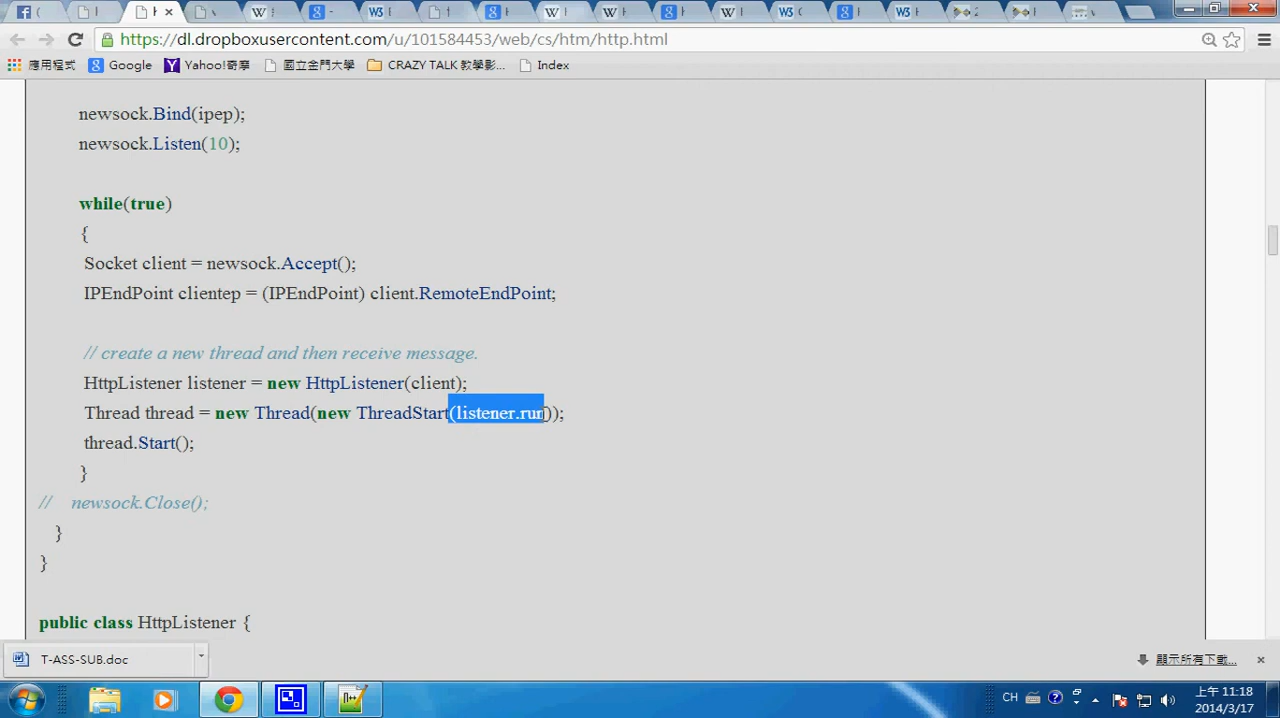 https://dl.dropboxusercontent.com/u/101584453/web/cs/htm/http.html
應用程式 Google Yahoo!奇摩 國立金門大學 CRAZY TALK 教學影... Index
newsock.Bind(ipep);
newsock.Listen(10);
while(true)
{
Socket client = newsock.Accept();
IPEndPoint clientep = (IPEndPoint) client.RemoteEndPoint;
// create a new thread and then receive message.
HttpListener listener = new HttpListener(client);
Thread thread = new Thread(new ThreadStart(listener.run));
thread.Start();
}
// newsock.Close();
}
}
public class HttpListener {
T-ASS-SUB.doc
顯示所有下載...
CH
上午 11:18
2014/3/17